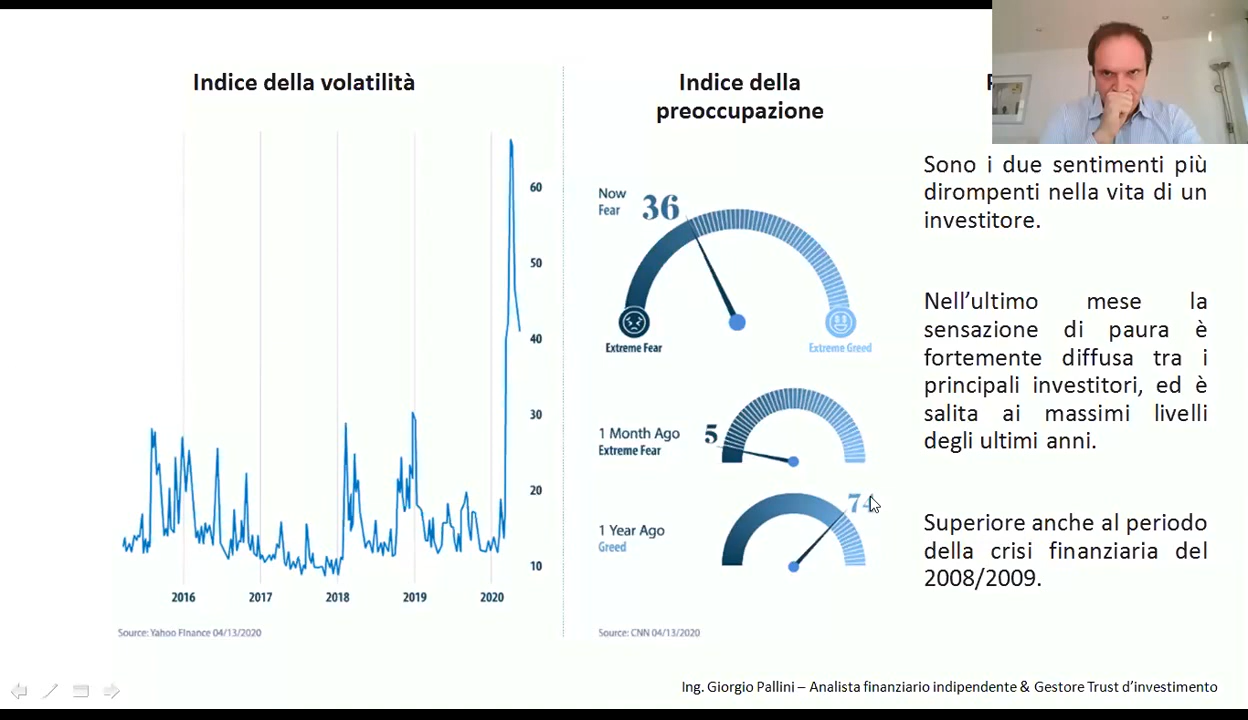 Indice della volatilità
60
50
40
30
20
10
2016 2017 2018 2019 2020
Source: Yahoo Finance 04/13/2020
Indice della
preoccupazione
Now
Fear
36
Extreme Fear
Extreme Greed
1 Month Ago
Extreme Fear
5
1 Year Ago
Greed
Source: CNN 04/13/2020
Sono i due sentimenti più
dirompenti nella vita di un
investitore.
Nell’ultimo mese la
sensazione di paura è
fortemente diffusa tra i
principali investitori, ed è
salita ai massimi livelli
degli ultimi anni.
Superiore anche al periodo
della crisi finanziaria del
2008/2009.
Ing. Giorgio Pallini – Analista finanziario indipendente & Gestore Trust d’investimento